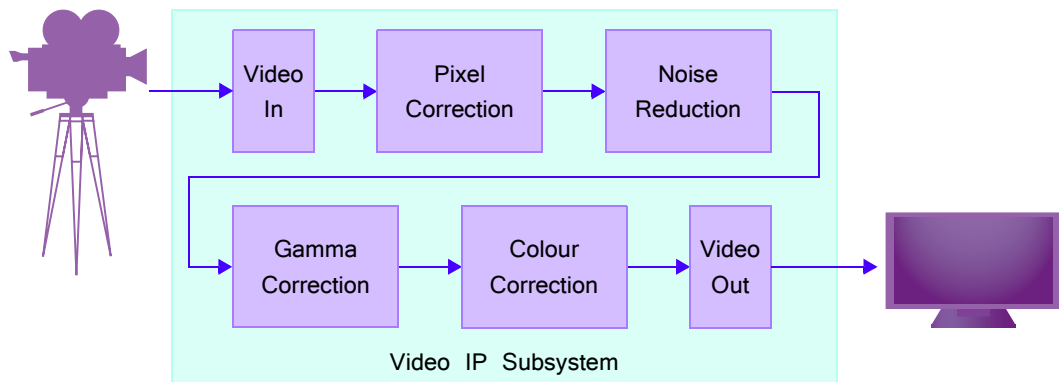 Video
In
Pixel
Correction
Noise
Reduction
Gamma
Correction
Colour
Correction
Video
Out
Video IP Subsystem